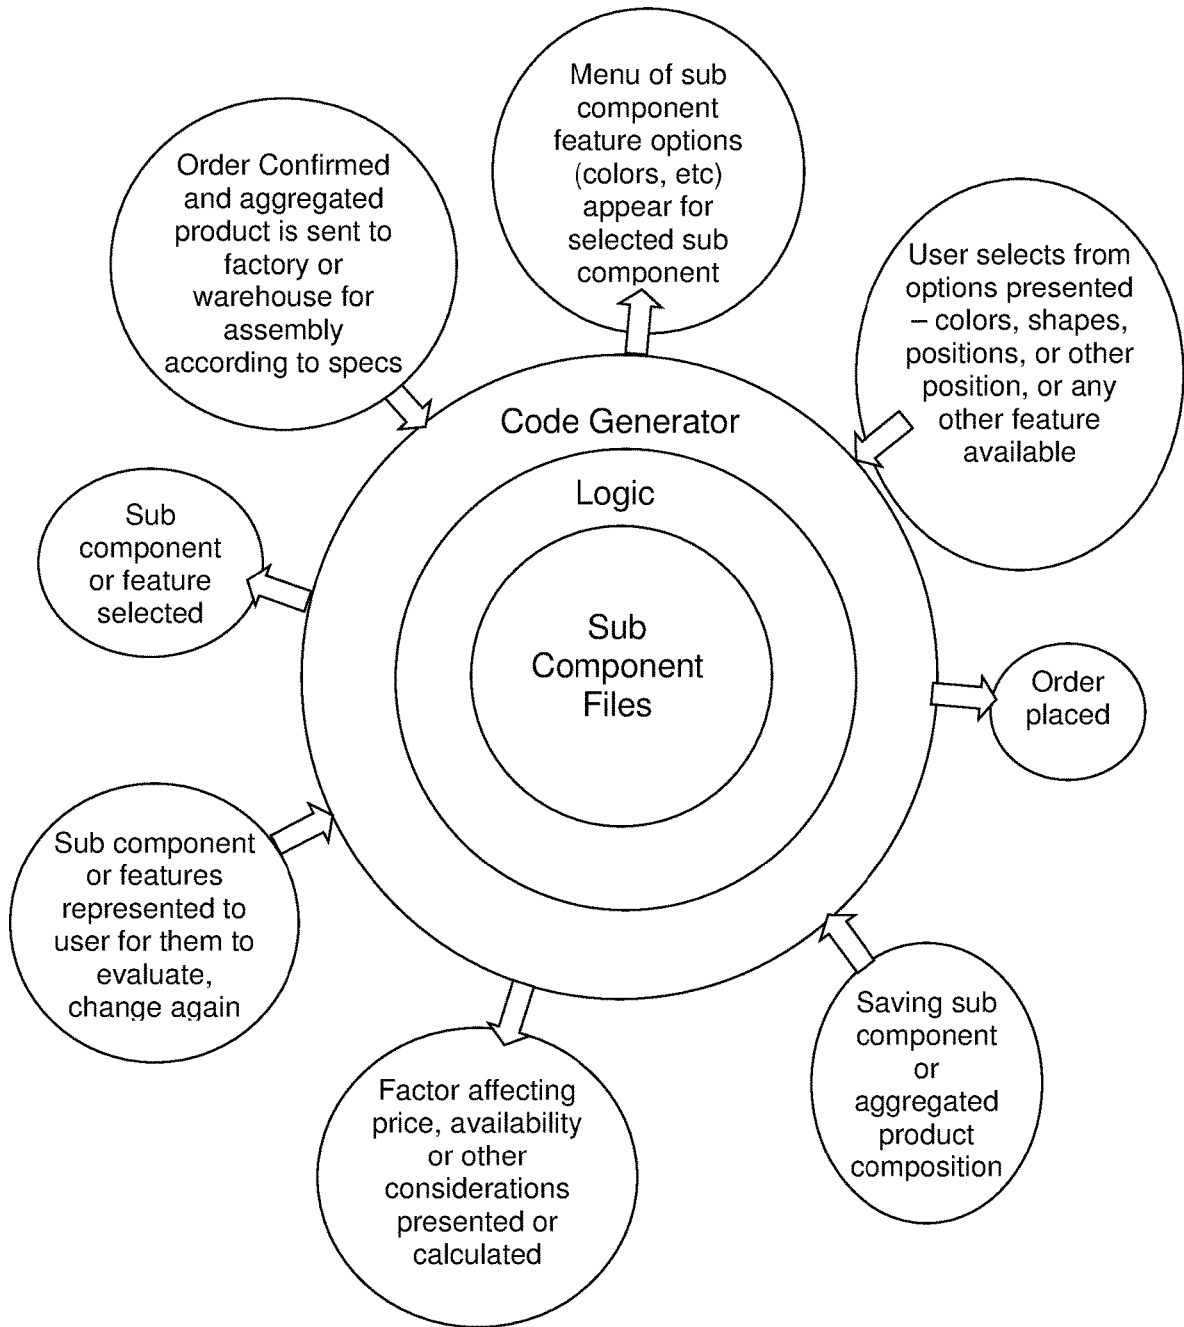 Menu of sub
component
feature options
(colors, etc)
appear for
selected sub
component
Order Confirmed
and aggregated
product is sent to
factory or
warehouse for
assembly
according to specs
User selects from
options presented
– colors, shapes,
positions, or other
position, or any
other feature
available
Code Generator
Logic
Sub
Component
Files
Sub
component
or feature
selected
Order
placed
Sub component
or features
represented to
user for them to
evaluate,
change again
Saving sub
component
or
aggregated
product
composition
Factor affecting
price, availability
or other
considerations
presented or
calculated